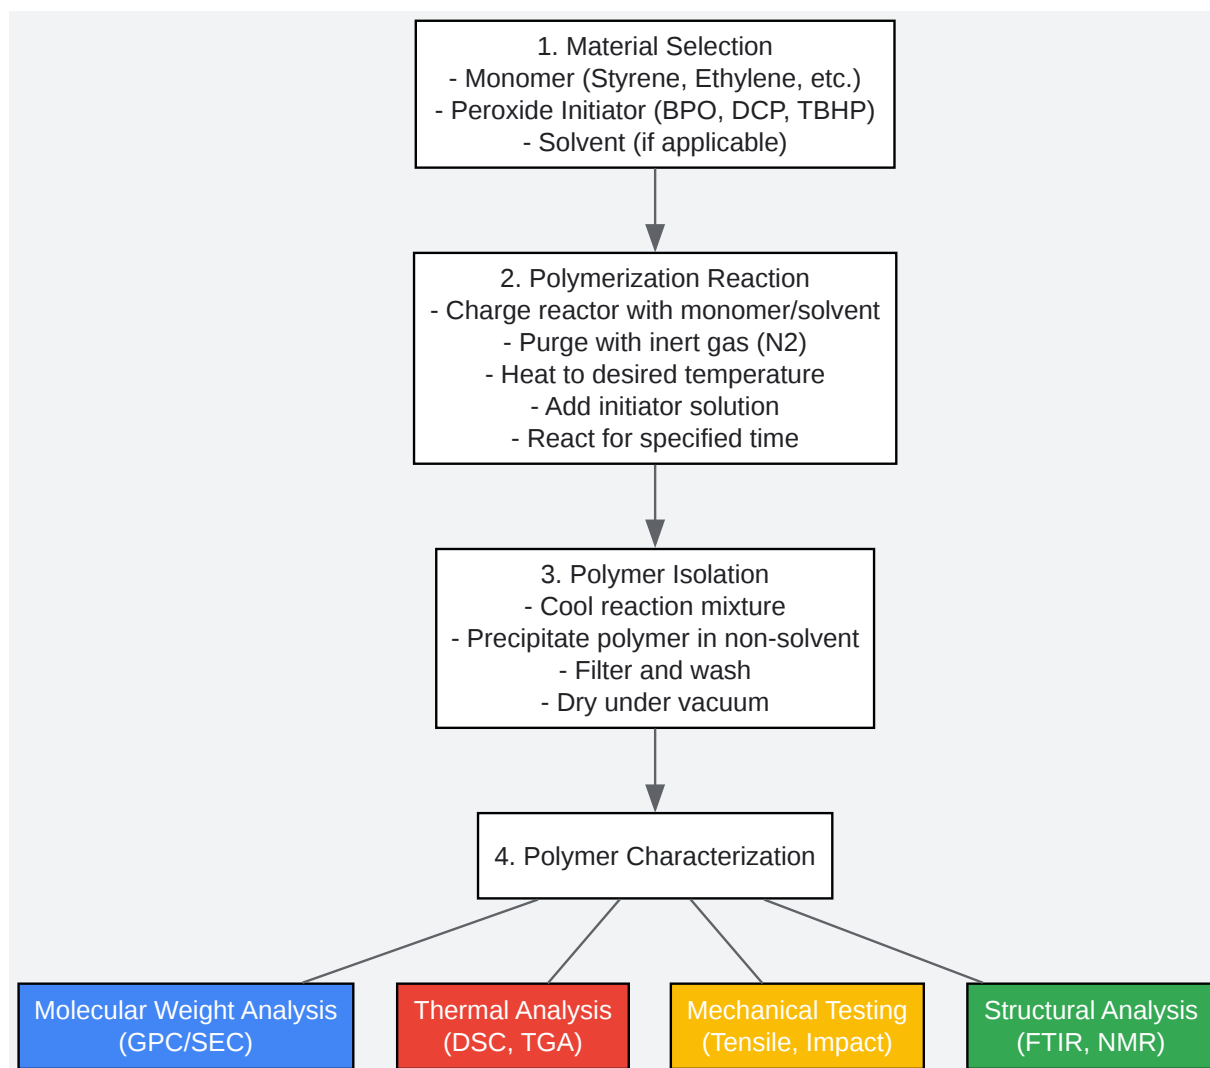 1. Material Selection
- Monomer (Styrene, Ethylene, etc.)
- Peroxide Initiator (BPO, DCP, TBHP)
- Solvent (if applicable)
2. Polymerization Reaction
- Charge reactor with monomer/solvent
- Purge with inert gas (N2)
- Heat to desired temperature
- Add initiator solution
- React for specified time
3. Polymer Isolation
- Cool reaction mixture
- Precipitate polymer in non-solvent
- Filter and wash
- Dry under vacuum
4. Polymer Characterization
Molecular Weight Analysis
(GPC/SEC)
Thermal Analysis
(DSC, TGA)
Mechanical Testing
(Tensile, Impact)
Structural Analysis
(FTIR, NMR)